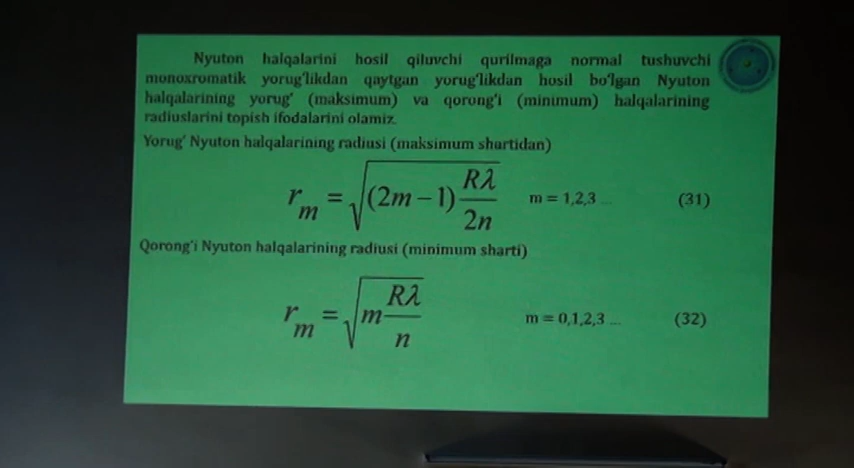 Nyuton halqalarini hosil qiluvchi qurilmaga normal tushuvchi
monoxromatik yorug‘likdan qaytgan yorug‘likdan hosil bo‘lgan Nyuton
halqalarining yorug‘ (maksimum) va qorong‘i (minimum) halqalarining
radiuslarini topish ifodalarini olamiz.
Yorug‘ Nyuton halqalarining radiusi (maksimum shartidan)
r_m = √((2m − 1) Rλ/2n) m = 1,2,3 ... (31)
Qorong‘i Nyuton halqalarining radiusi (minimum sharti)
r_m = √(m Rλ/n) m = 0,1,2,3 ... (32)